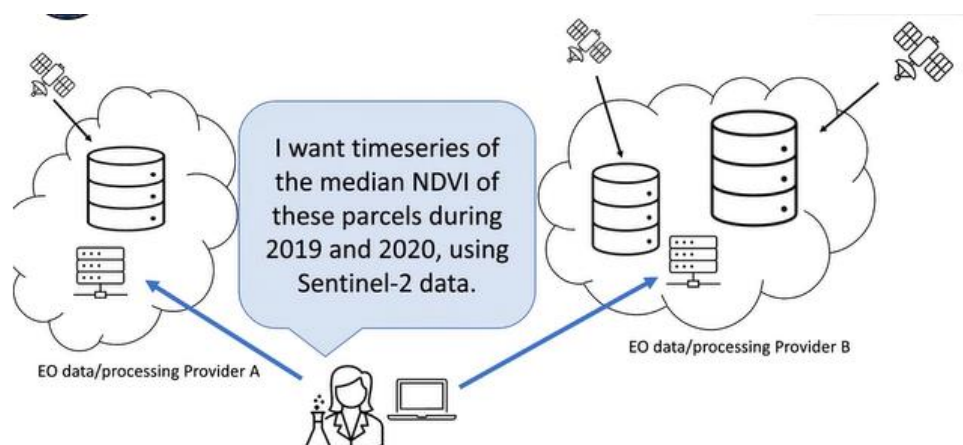 I want timeseries of
the median NDVI of
these parcels during
2019 and 2020, using
Sentinel-2 data.
EO data/processing Provider A
EO data/processing Provider B